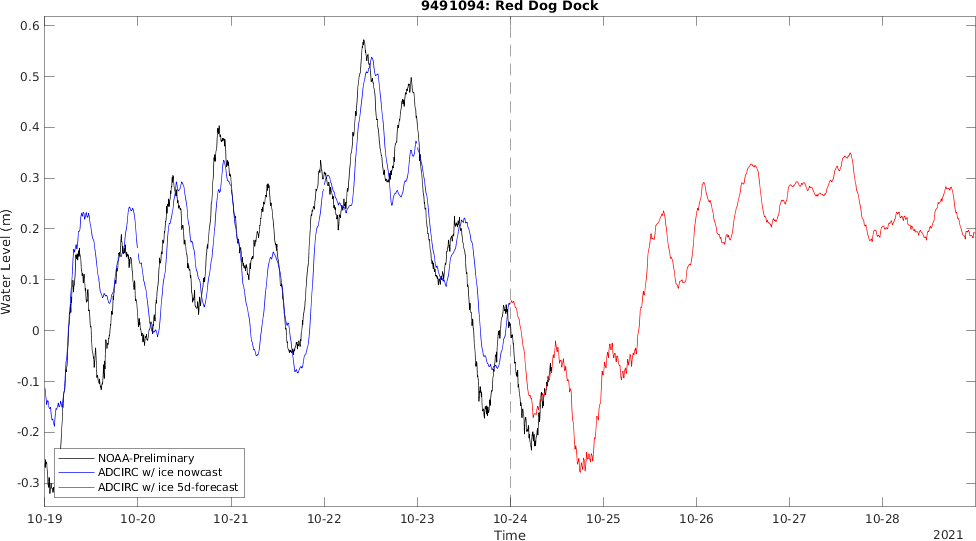 9491094: Red Dog Dock
Water Level (m)
0.6
0.5
0.4
0.3
0.2
0.1
0
-0.1
-0.2
-0.3
NOAA-Preliminary
ADCIRC w/ ice nowcast
ADCIRC w/ ice 5d-forecast
10-19 10-20 10-21 10-22 10-23 10-24 10-25 10-26 10-27 10-28
Time
2021